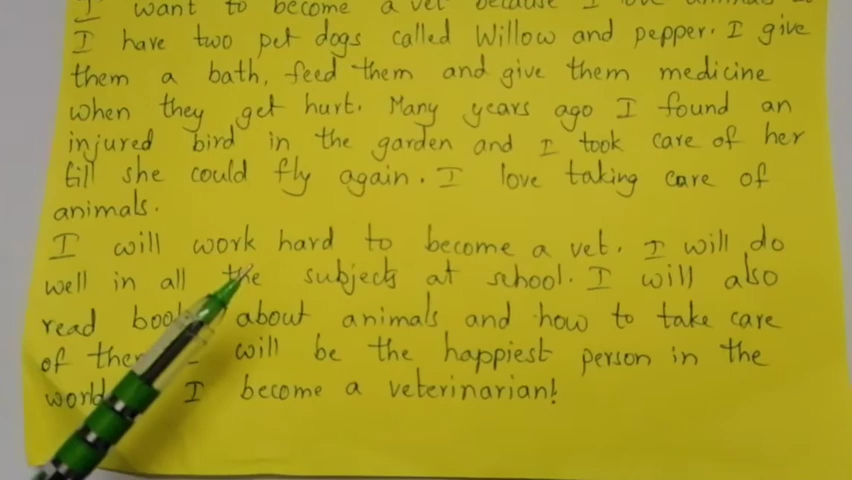 I want to become a vet because I love animals
I have two pet dogs called Willow and pepper. I give
them a bath, feed them and give them medicine
when they get hurt. Many years ago I found an
injured bird in the garden and I took care of her
till she could fly again. I love taking care of
animals.
I will work hard to become a vet. I will do
well in all the subjects at school. I will also
read about animals and how to take care
of will be the happiest person in the
I become a veterinarian!